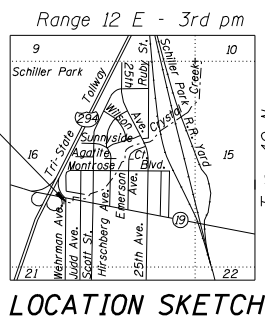 Range 12 E - 3rd pm
9
10
Schiller Park
Tri-State Tollway
294
25th
Ruby St.
Schiller Park R.R. Yard
Crystal Creek
Wilson Ave.
Sunnyside
Agatite
Ch
Montrose Blvd.
16
15
19
Wehrman Ave.
Judd Ave.
Scott St.
Hirschberg Ave.
Emerson Ave.
25th Ave.
21
22
LOCATION SKETCH